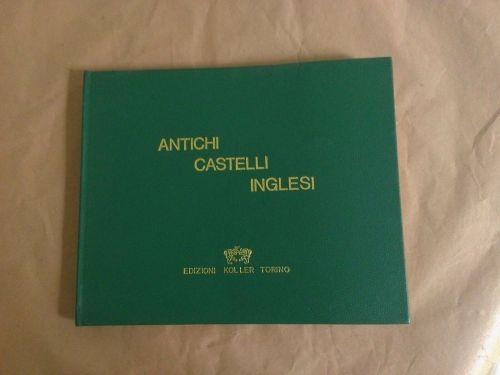 ANTICHI
CASTELLI
INGLESI
EDIZIONI KOLLER TORINO